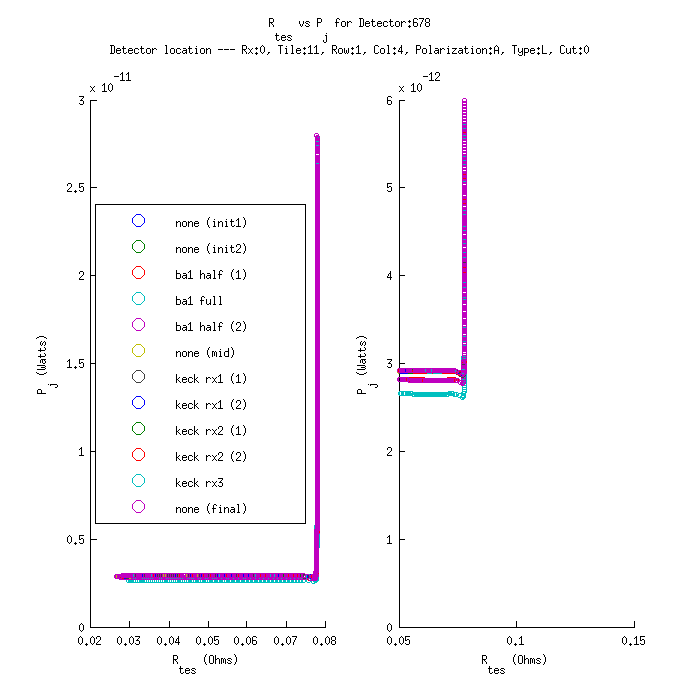 R tes vs P j for Detector:678
Detector location --- Rx:0, Tile:11, Row:1, Col:4, Polarization:A, Type:L, Cut:0
x 10^-11
3
2.5
2
1.5
1
0.5
0
P j (Watts)
0.02 0.03 0.04 0.05 0.06 0.07 0.08
R tes (Ohms)
none (init1)
none (init2)
ba1 half (1)
ba1 full
ba1 half (2)
none (mid)
keck rx1 (1)
keck rx1 (2)
keck rx2 (1)
keck rx2 (2)
keck rx3
none (final)
x 10^-12
6
5
4
3
2
1
0
P j (Watts)
0.05 0.1 0.15
R tes (Ohms)